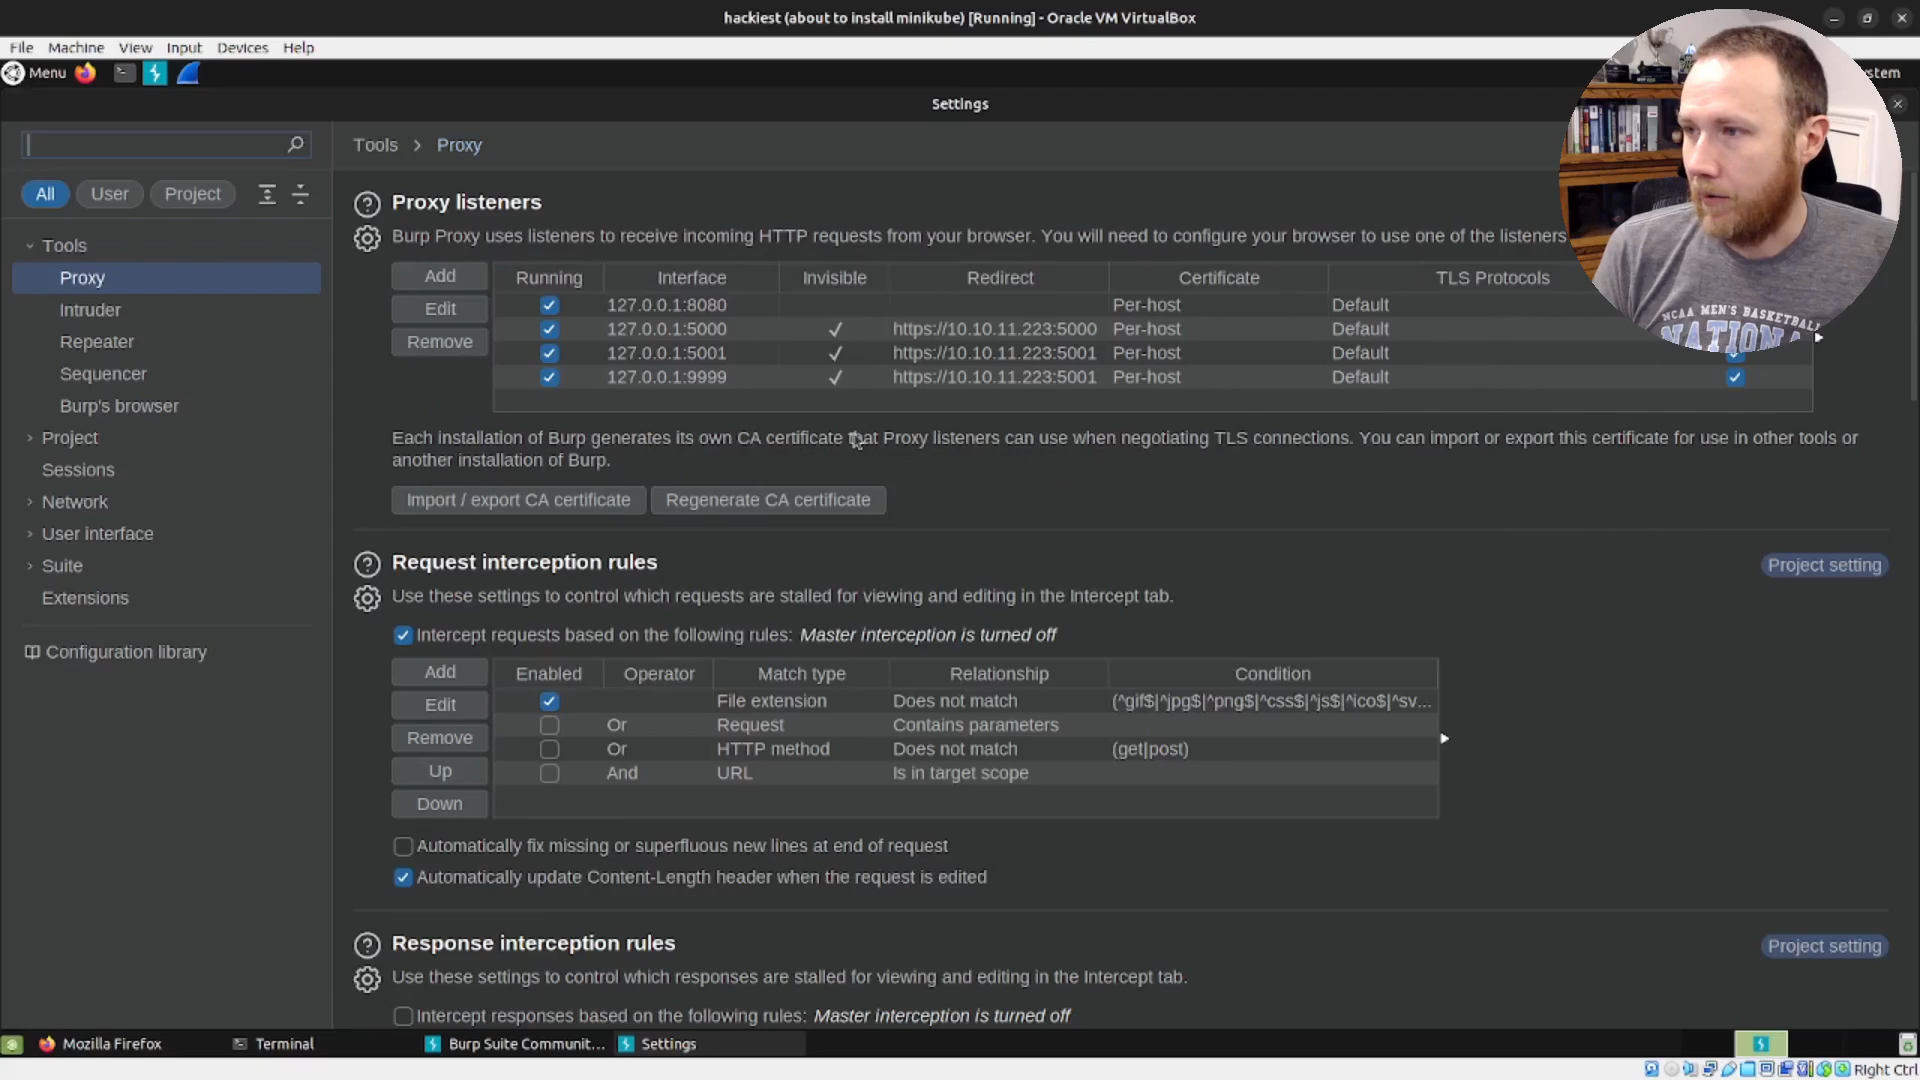 hackiest (about to install minikube) [Running] - Oracle VM VirtualBox
File Machine View Input Devices Help
Menu
stem
Settings
Tools > Proxy
All User Project
Tools
Proxy
Intruder
Repeater
Sequencer
Burp's browser
Project
Sessions
Network
User interface
Suite
Extensions
Configuration library
Proxy listeners
Burp Proxy uses listeners to receive incoming HTTP requests from your browser. You will need to configure your browser to use one of the listeners
Add
Edit
Remove
Running Interface Invisible Redirect Certificate TLS Protocols
127.0.0.1:8080 Per-host Default
127.0.0.1:5000 ✓ https://10.10.11.223:5000 Per-host Default
127.0.0.1:5001 ✓ https://10.10.11.223:5001 Per-host Default
127.0.0.1:9999 ✓ https://10.10.11.223:5001 Per-host Default
Each installation of Burp generates its own CA certificate that Proxy listeners can use when negotiating TLS connections. You can import or export this certificate for use in other tools or
another installation of Burp.
Import / export CA certificate Regenerate CA certificate
Request interception rules
Project setting
Use these settings to control which requests are stalled for viewing and editing in the Intercept tab.
Intercept requests based on the following rules: Master interception is turned off
Add
Edit
Remove
Up
Down
Enabled Operator Match type Relationship Condition
File extension Does not match (^gif$|^jpg$|^png$|^css$|^js$|^ico$|^sv...
Or Request Contains parameters
Or HTTP method Does not match (get|post)
And URL Is in target scope
Automatically fix missing or superfluous new lines at end of request
Automatically update Content-Length header when the request is edited
Response interception rules
Project setting
Use these settings to control which responses are stalled for viewing and editing in the Intercept tab.
Intercept responses based on the following rules: Master interception is turned off
NCAA MEN'S BASKETBALL
NATIONA
Mozilla Firefox Terminal Burp Suite Communit... Settings
Right Ctrl